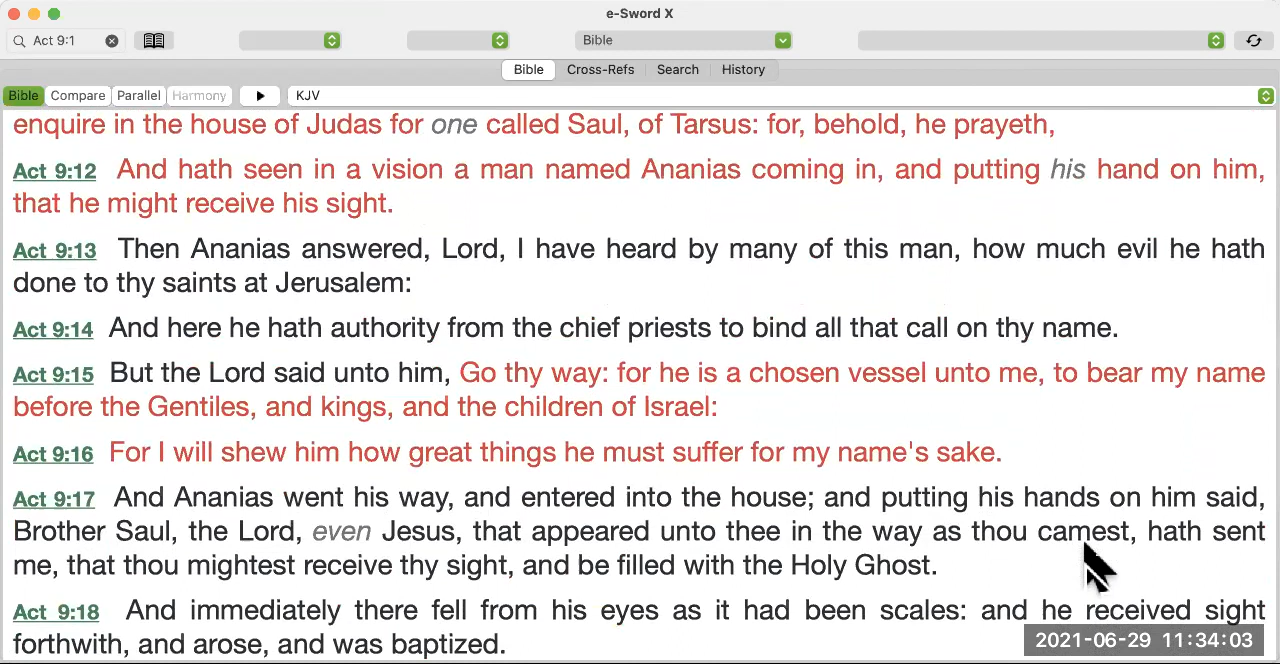 e-Sword X
Act 9:1
Bible
Bible Cross-Refs Search History
Bible Compare Parallel Harmony KJV
enquire in the house of Judas for one called Saul, of Tarsus: for, behold, he prayeth,
Act 9:12 And hath seen in a vision a man named Ananias coming in, and putting his hand on him,
that he might receive his sight.
Act 9:13 Then Ananias answered, Lord, I have heard by many of this man, how much evil he hath
done to thy saints at Jerusalem:
Act 9:14 And here he hath authority from the chief priests to bind all that call on thy name.
Act 9:15 But the Lord said unto him, Go thy way: for he is a chosen vessel unto me, to bear my name
before the Gentiles, and kings, and the children of Israel:
Act 9:16 For I will shew him how great things he must suffer for my name's sake.
Act 9:17 And Ananias went his way, and entered into the house; and putting his hands on him said,
Brother Saul, the Lord, even Jesus, that appeared unto thee in the way as thou camest, hath sent
me, that thou mightest receive thy sight, and be filled with the Holy Ghost.
Act 9:18 And immediately there fell from his eyes as it had been scales: and he received sight
forthwith, and arose, and was baptized.
2021-06-29 11:34:03